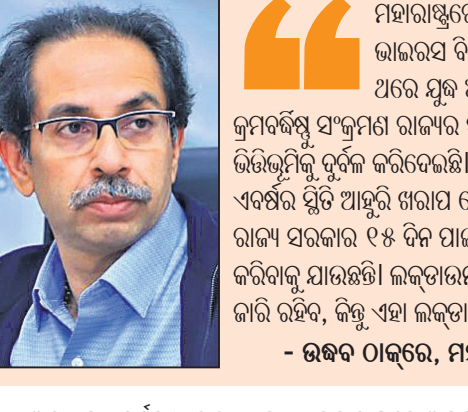 ମହାରାଷ୍ଟ୍ରରେ
ଭାଇରସ ବି
ଥରେ ଯୁଦ୍ଧ
କ୍ରମବର୍ଦ୍ଧିଷ୍ଣୁ ସଂକ୍ରମଣ ରାଜ୍ୟର
ଭିତ୍ତିଭୂମିକୁ ଦୁର୍ବଳ କରିଦେଇଛି।
ଏବର୍ଷର ସ୍ଥିତି ଆହୁରି ଖରାପ
ରାଜ୍ୟ ସରକାର ୧୫ ଦିନ ପାଇଁ
କରିବାକୁ ଯାଉଛନ୍ତି। ଲକ୍‌ଡାଉନ
ଜାରି ରହିବ, କିନ୍ତୁ ଏହା ଲକ୍‌ଡା
- ଉଦ୍ଧବ ଠାକ୍‌ରେ, ମ